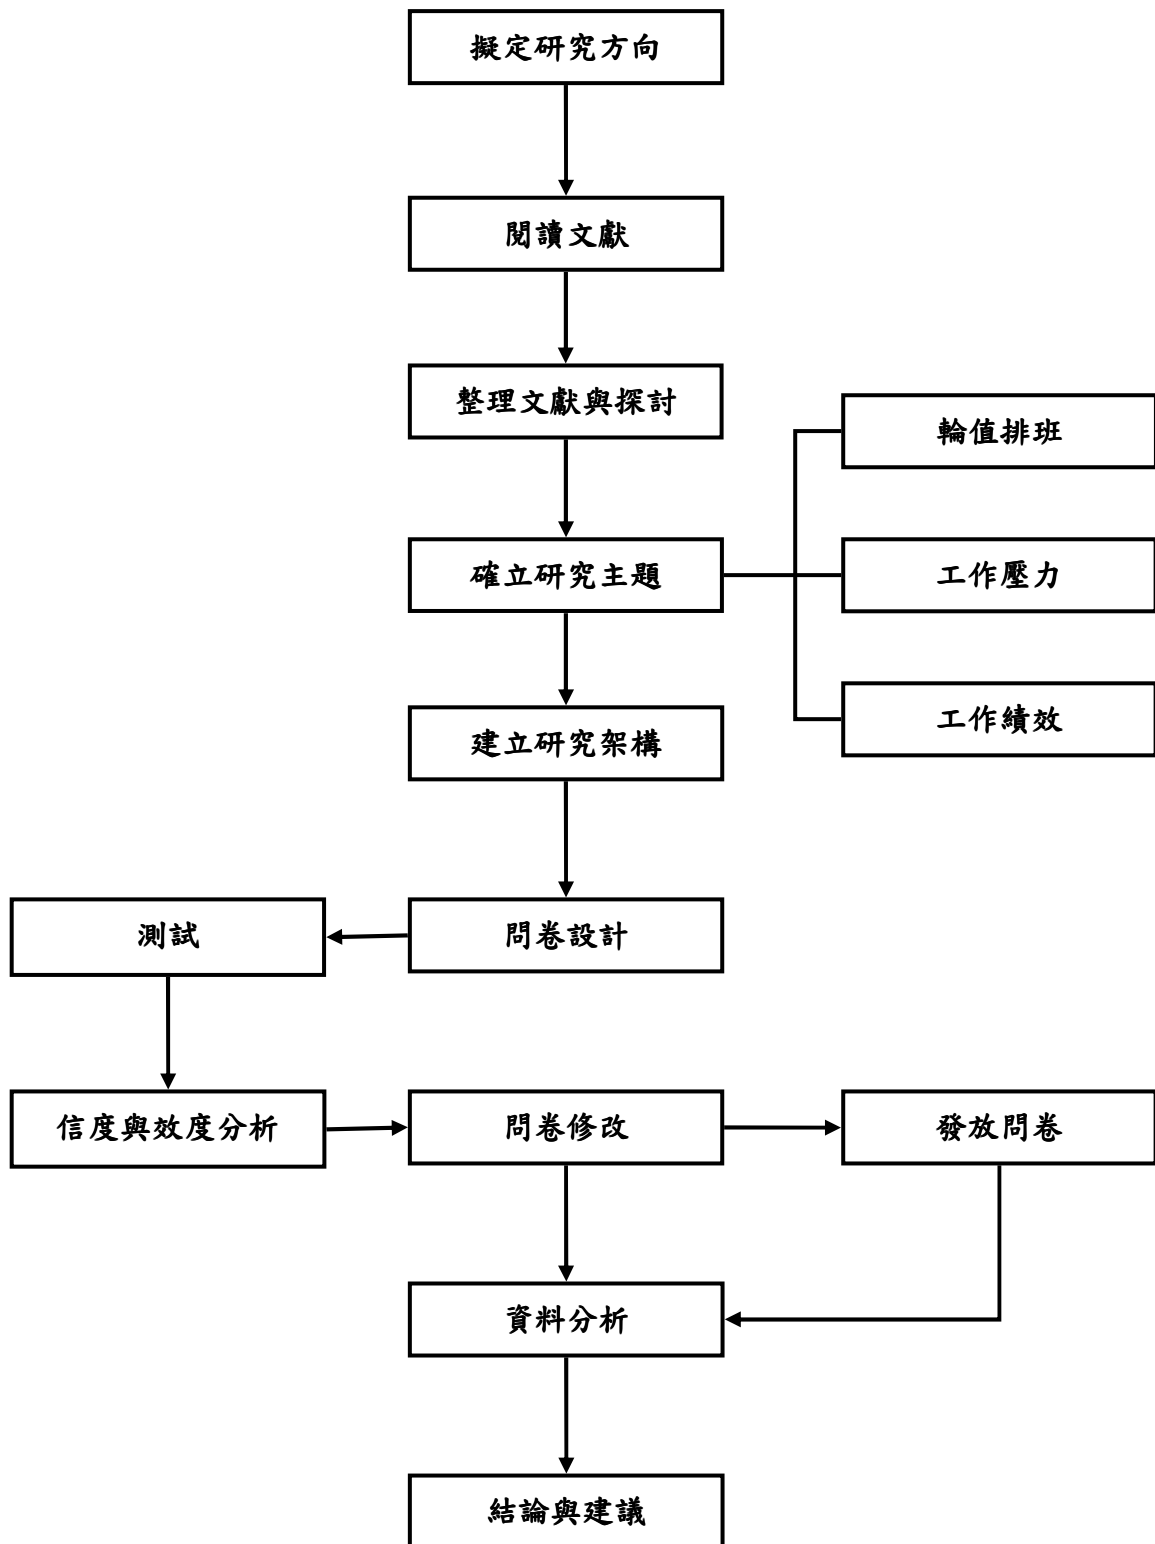 擬定研究方向
閱讀文獻
整理文獻與探討
輪值排班
確立研究主題
工作壓力
工作績效
建立研究架構
測試
問卷設計
信度與效度分析
問卷修改
發放問卷
資料分析
結論與建議